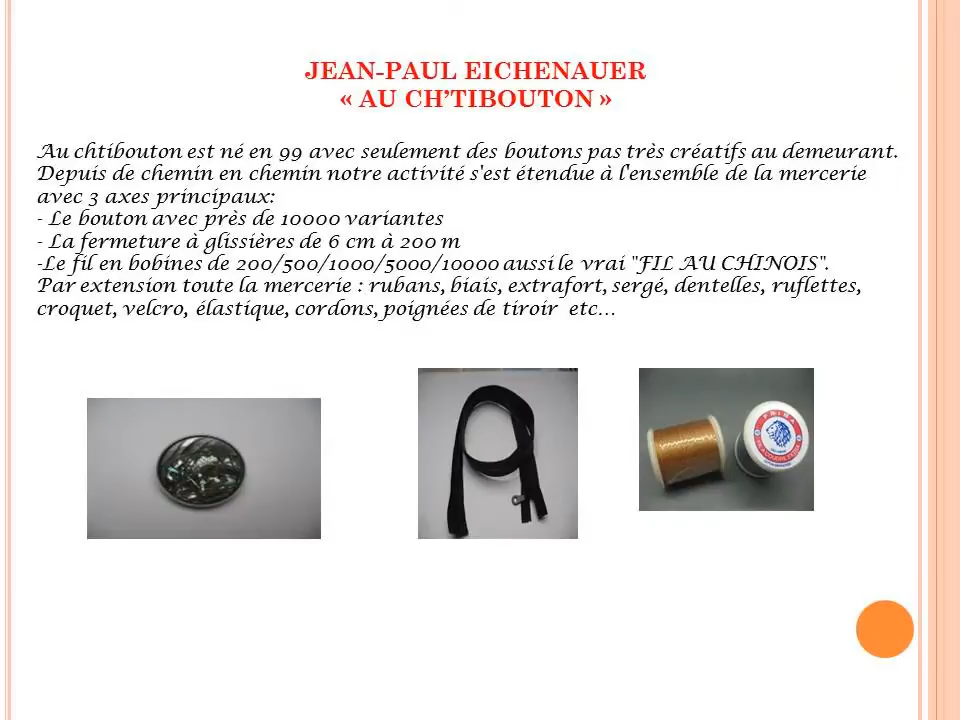 JEAN-PAUL EICHENAUER
« AU CH’TIBOUTON »
Au chtibouton est né en 99 avec seulement des boutons pas très créatifs au demeurant.
Depuis de chemin en chemin notre activité s'est étendue à l'ensemble de la mercerie
avec 3 axes principaux:
- Le bouton avec près de 10000 variantes
- La fermeture à glissières de 6 cm à 200 m
-Le fil en bobines de 200/500/1000/5000/10000 aussi le vrai "FIL AU CHINOIS".
Par extension toute la mercerie : rubans, biais, extrafort, sergé, dentelles, ruflettes,
croquet, velcro, élastique, cordons, poignées de tiroir etc…